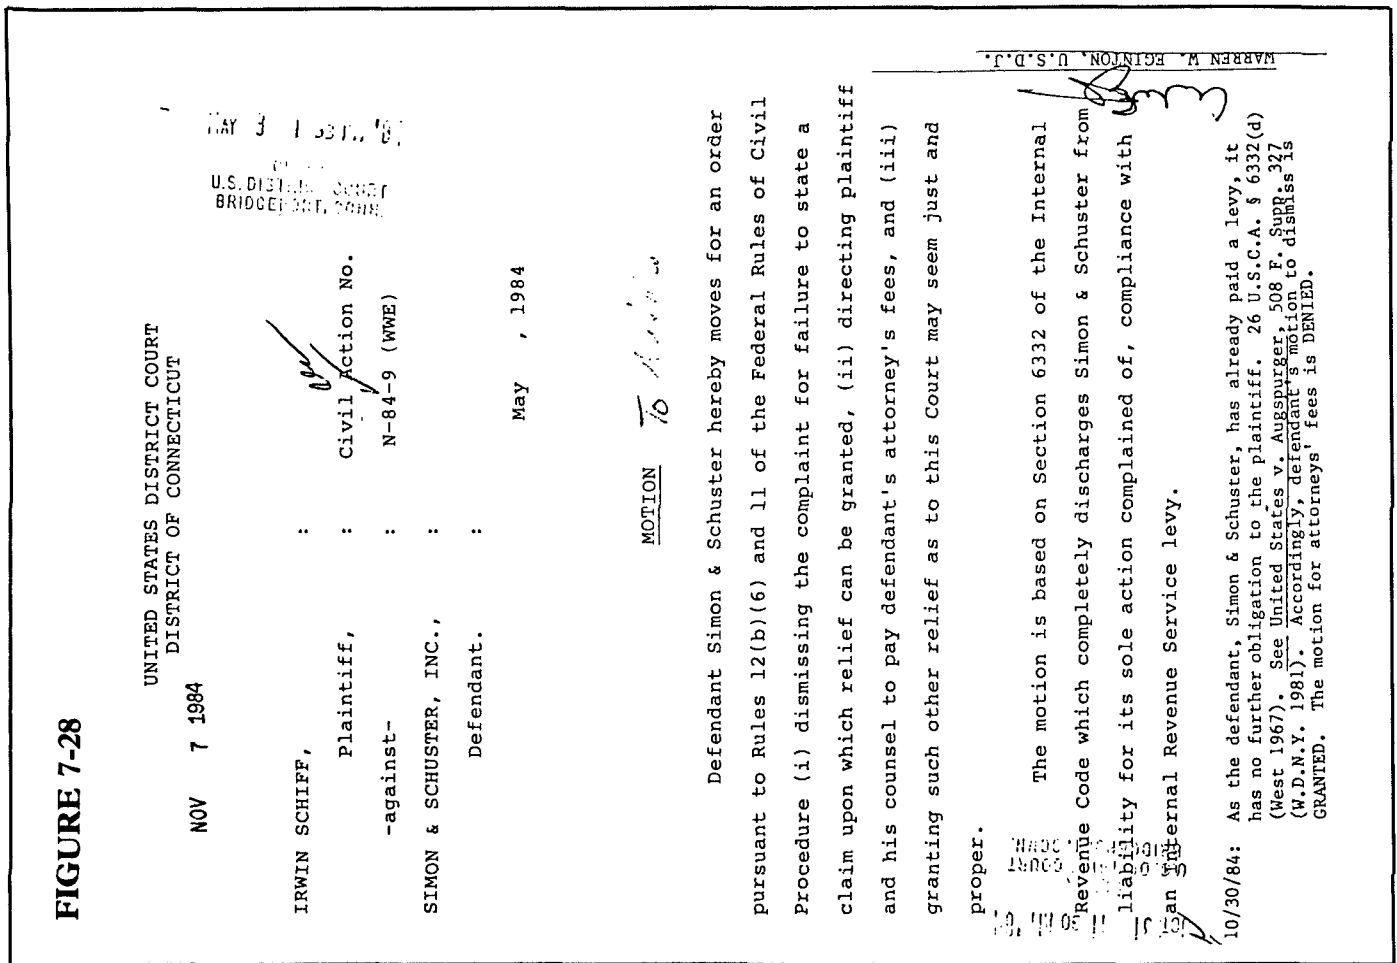 FIGURE 7-28
UNITED STATES DISTRICT COURT
DISTRICT OF CONNECTICUT
NOV 7 1984
MAY 3
U.S. DISTRICT COURT
BRIDGEPORT, CONN.
IRWIN SCHIFF, :
Plaintiff, : Civil Action No.
-against- : N-84-9 (WWE)
SIMON & SCHUSTER, INC., :
Defendant. :
May , 1984
MOTION To
Defendant Simon & Schuster hereby moves for an order
pursuant to Rules 12(b)(6) and 11 of the Federal Rules of Civil
Procedure (i) dismissing the complaint for failure to state a
claim upon which relief can be granted, (ii) directing plaintiff
and his counsel to pay defendant's attorney's fees, and (iii)
granting such other relief as to this Court may seem just and
proper.
The motion is based on Section 6332 of the Internal
Revenue Code which completely discharges Simon & Schuster from
liability for its sole action complained of, compliance with
an Internal Revenue Service levy.
10/30/84: As the defendant, Simon & Schuster, has already paid a levy, it
has no further obligation to the plaintiff. 26 U.S.C.A. § 6332(d)
(West 1967). See United States v. Augspurger, 508 F. Supp. 327
(W.D.N.Y. 1981). Accordingly, defendant's motion to dismiss is
GRANTED. The motion for attorneys' fees is DENIED.
WARREN W. EGINTON, U.S.D.J.
U.S. DISTRICT COURT
BRIDGEPORT, CONN.